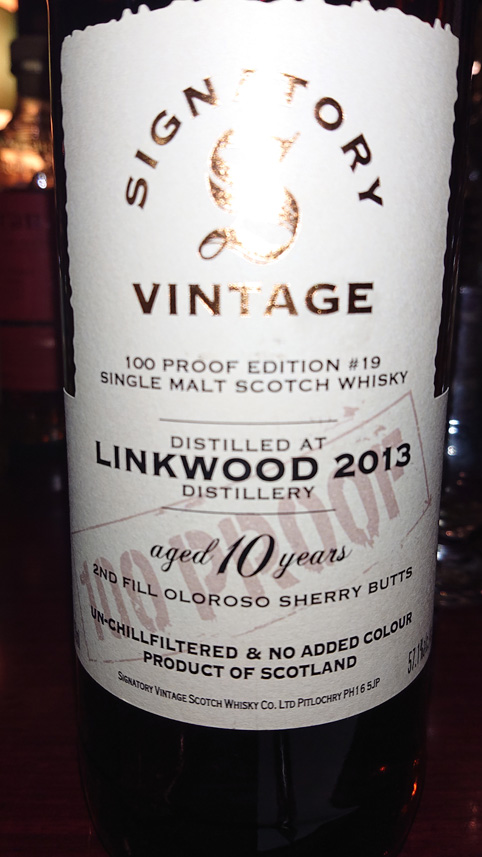 SIGNATORY
S
VINTAGE
100 PROOF EDITION #19
SINGLE MALT SCOTCH WHISKY
DISTILLED AT
LINKWOOD 2013
DISTILLERY
100 PROOF
aged 10 years
2ND FILL OLOROSO SHERRY BUTTS
UN-CHILLFILTERED & NO ADDED COLOUR
PRODUCT OF SCOTLAND
57.1%
SIGNATORY VINTAGE SCOTCH WHISKY CO. LTD PITLOCHRY PH16 5JP